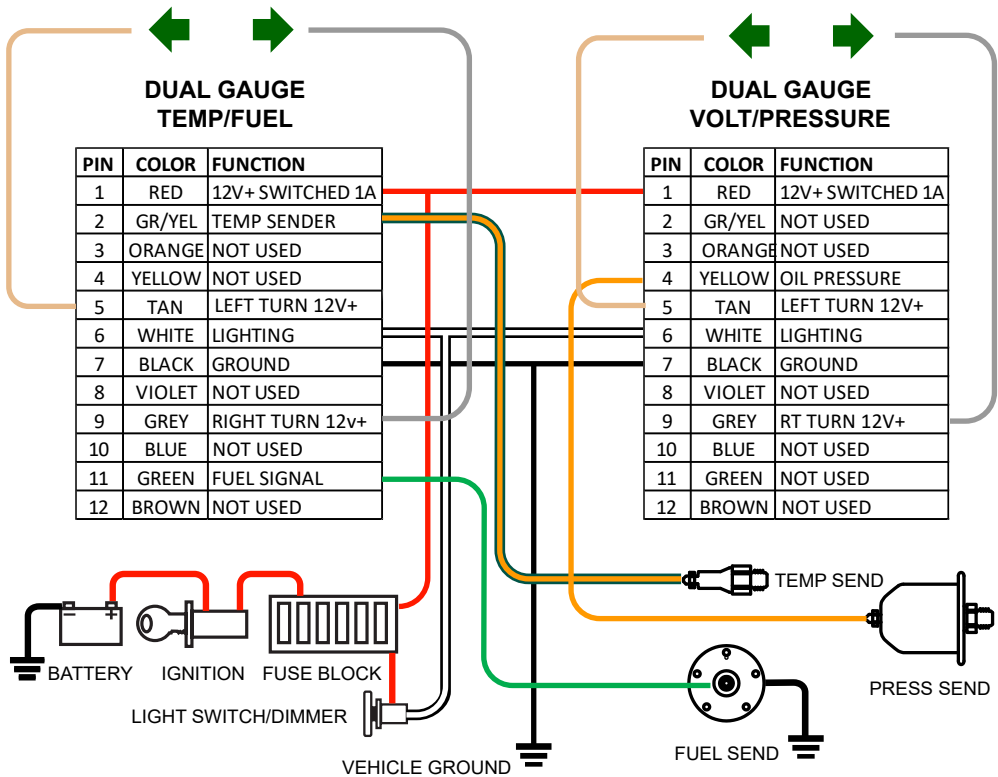 DUAL GAUGE
TEMP/FUEL
PIN COLOR FUNCTION
1 RED 12V+ SWITCHED 1A
2 GR/YEL TEMP SENDER
3 ORANGE NOT USED
4 YELLOW NOT USED
5 TAN LEFT TURN 12V+
6 WHITE LIGHTING
7 BLACK GROUND
8 VIOLET NOT USED
9 GREY RIGHT TURN 12v+
10 BLUE NOT USED
11 GREEN FUEL SIGNAL
12 BROWN NOT USED
DUAL GAUGE
VOLT/PRESSURE
PIN COLOR FUNCTION
1 RED 12V+ SWITCHED 1A
2 GR/YEL NOT USED
3 ORANGE NOT USED
4 YELLOW OIL PRESSURE
5 TAN LEFT TURN 12V+
6 WHITE LIGHTING
7 BLACK GROUND
8 VIOLET NOT USED
9 GREY RT TURN 12V+
10 BLUE NOT USED
11 GREEN NOT USED
12 BROWN NOT USED
TEMP SEND
− +
BATTERY
IGNITION
FUSE BLOCK
PRESS SEND
LIGHT SWITCH/DIMMER
FUEL SEND
VEHICLE GROUND